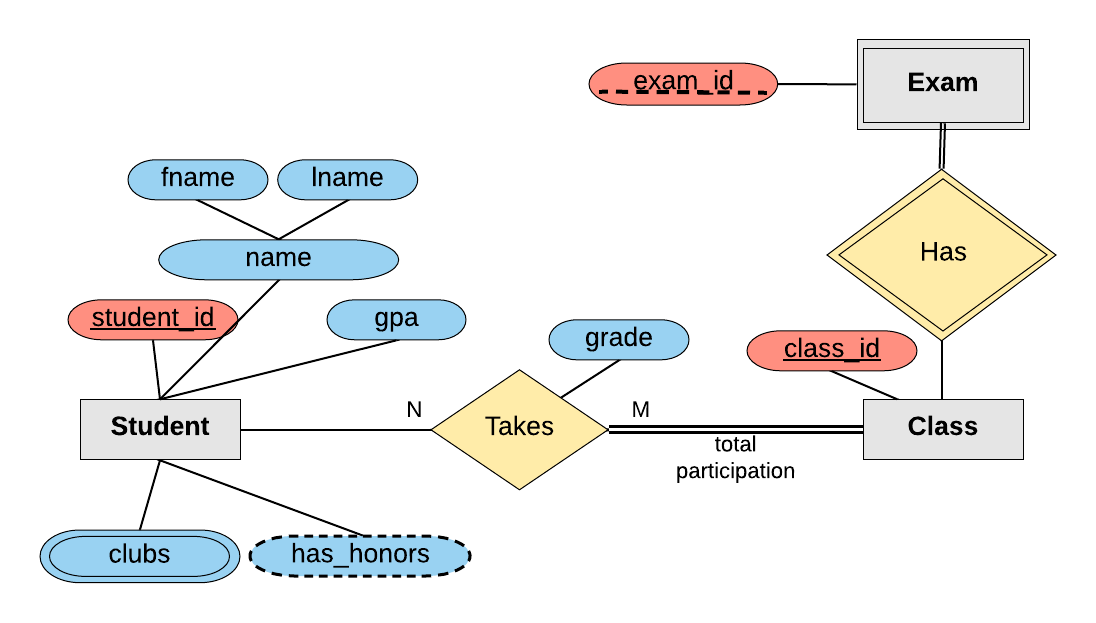 exam_id
Exam
fname
lname
name
Has
student_id
gpa
grade
class_id
Student
N
Takes
M
total
participation
Class
clubs
has_honors